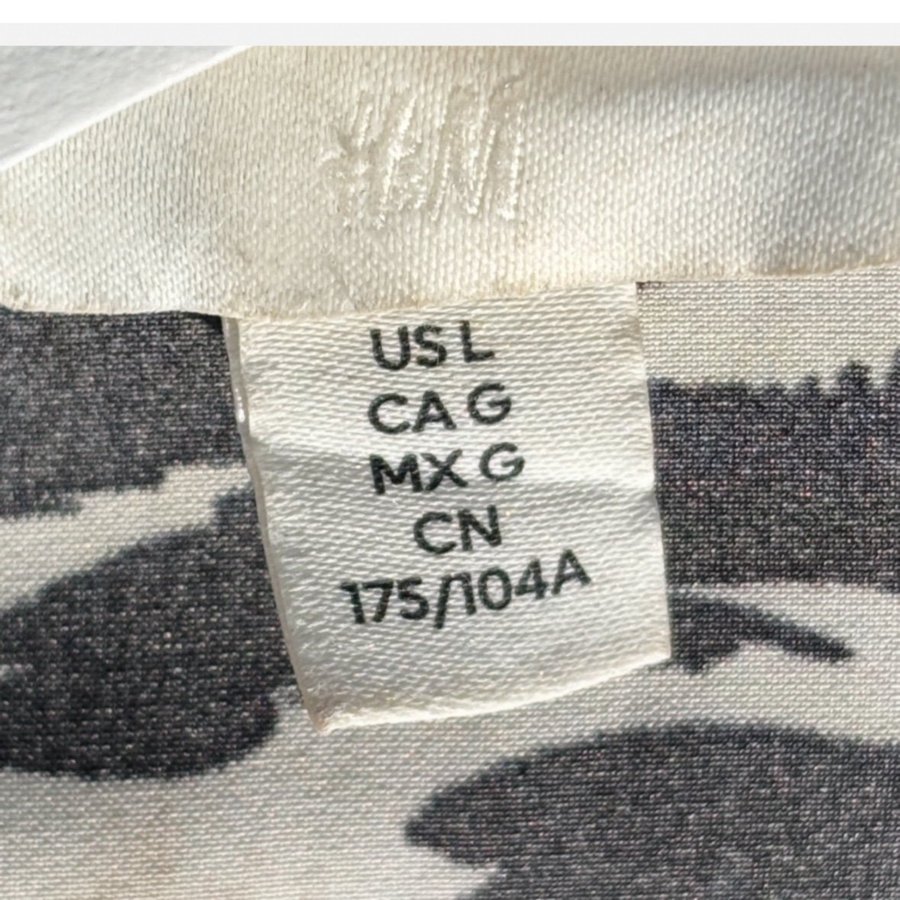 H&M
US L
CA G
MX G
CN
175/104A